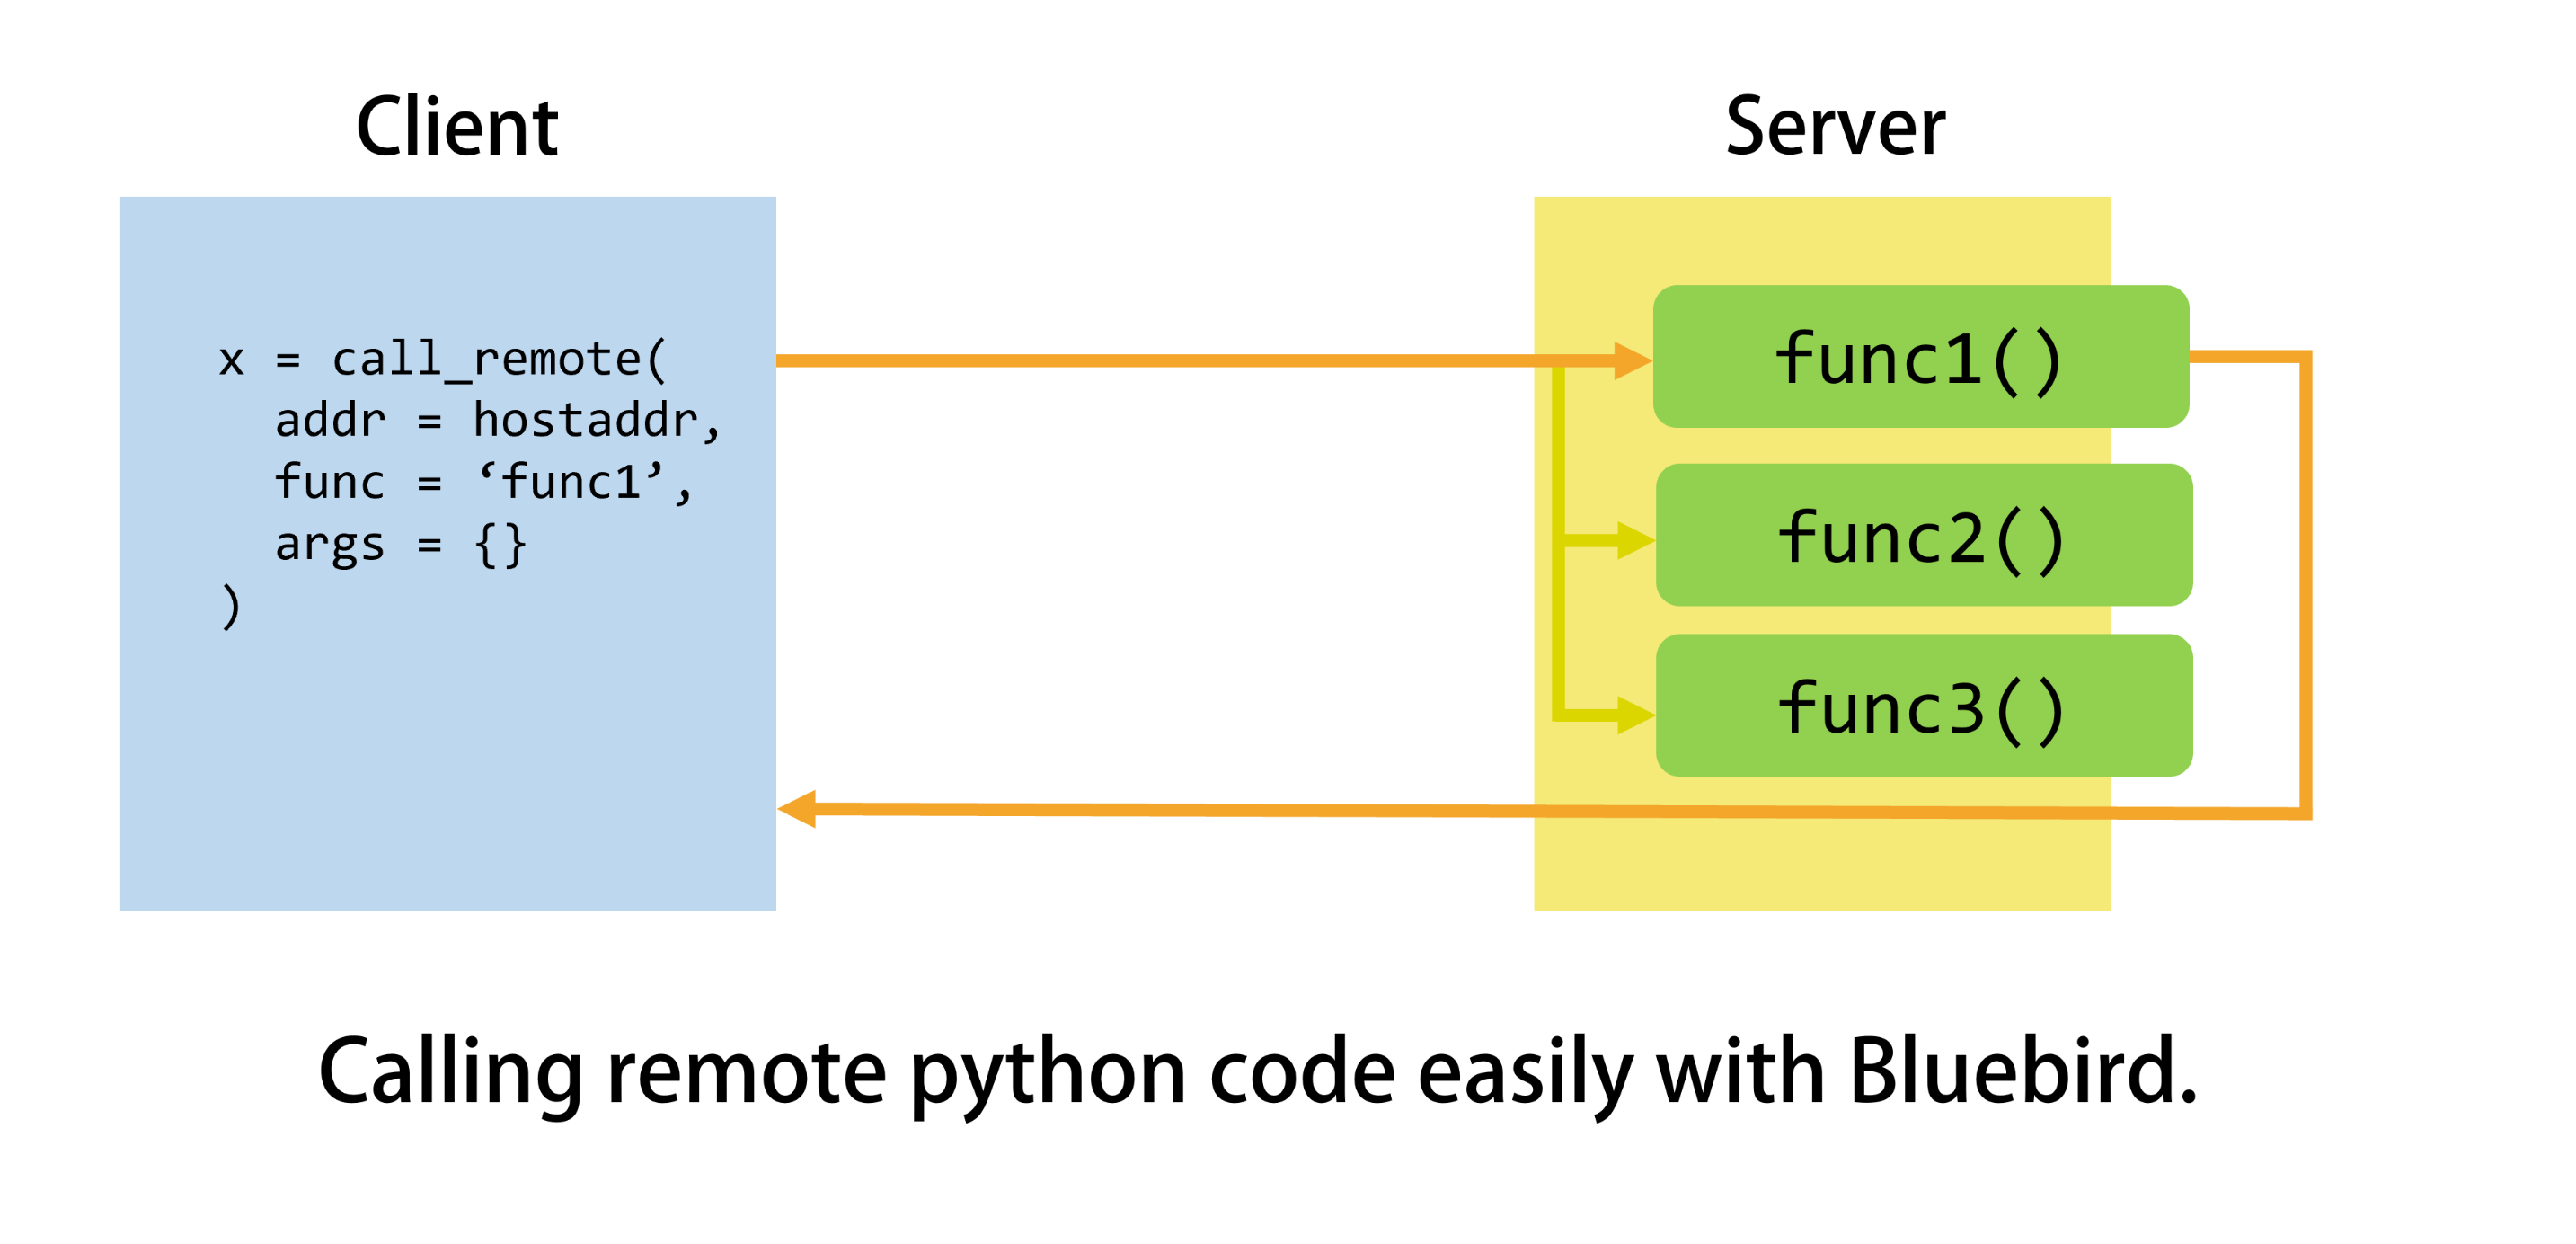 Client
Server
x = call_remote(
addr = hostaddr,
func = ‘func1’,
args = {}
)
func1()
func2()
func3()
Calling remote python code easily with Bluebird.